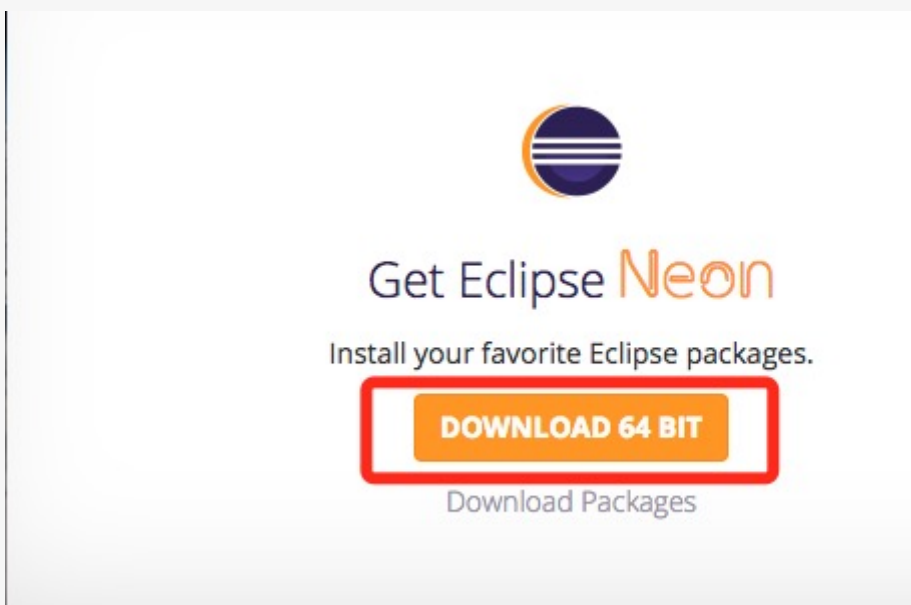 Get Eclipse Neon
Install your favorite Eclipse packages.
DOWNLOAD 64 BIT
Download Packages